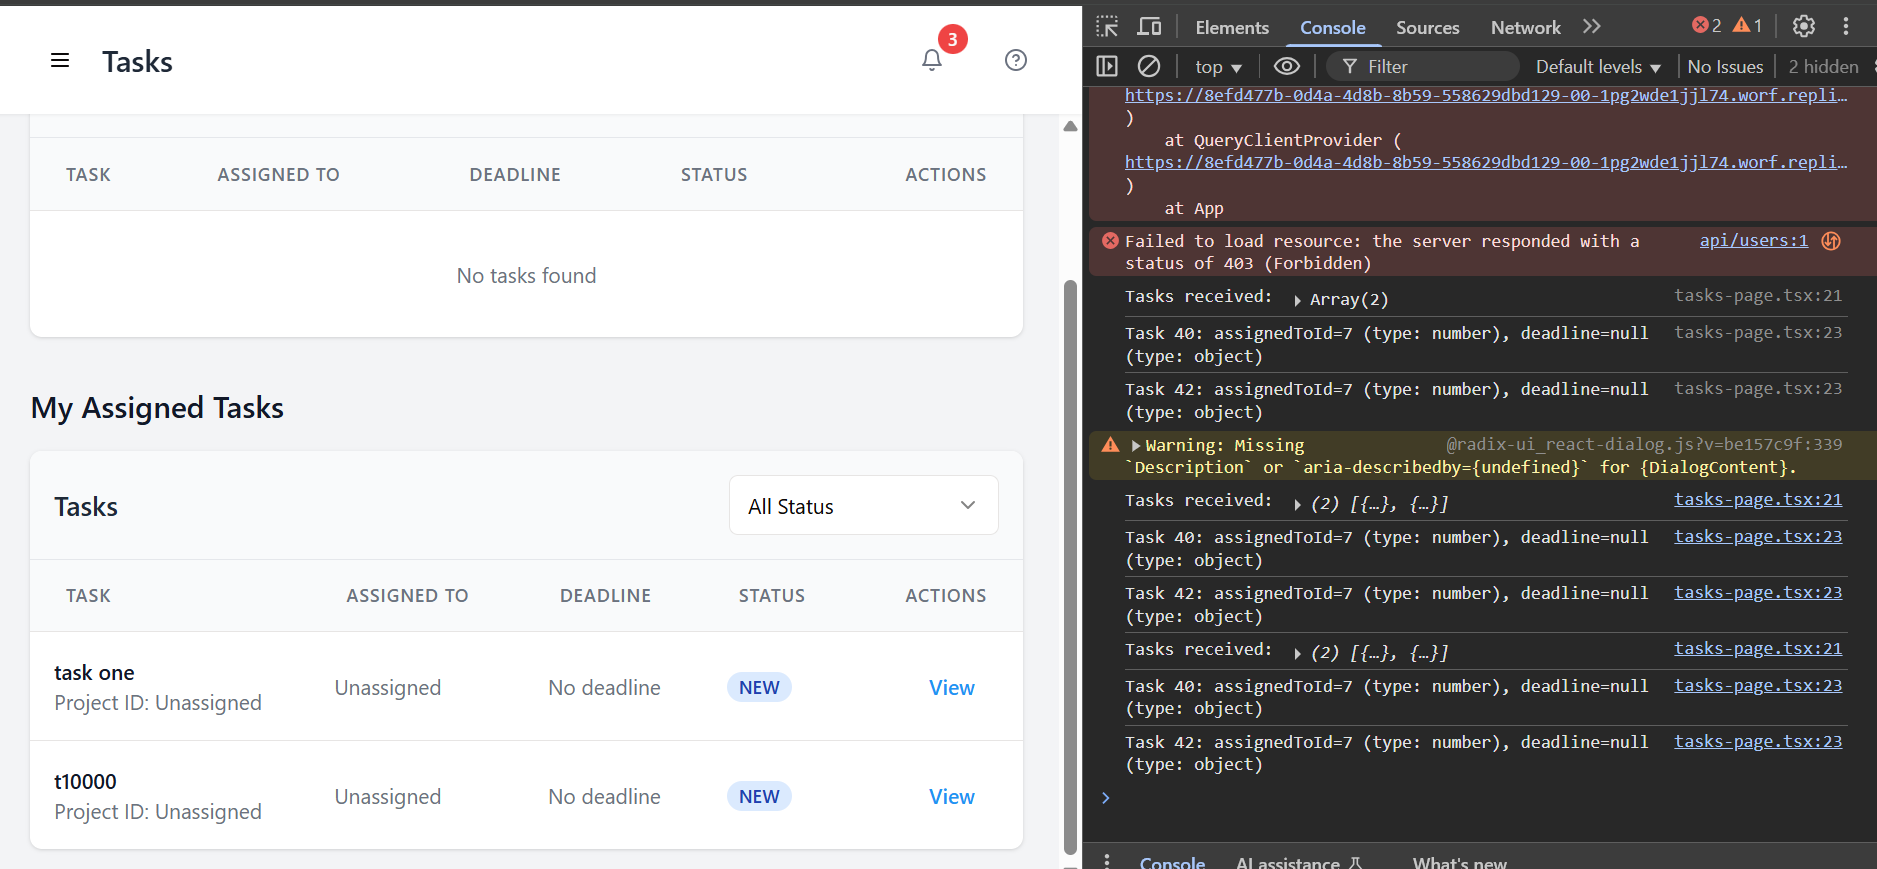 Tasks
3
TASK ASSIGNED TO DEADLINE STATUS ACTIONS
No tasks found
My Assigned Tasks
Tasks
All Status
TASK ASSIGNED TO DEADLINE STATUS ACTIONS
task one
Project ID: Unassigned
Unassigned No deadline NEW View
t10000
Project ID: Unassigned
Unassigned No deadline NEW View
Elements Console Sources Network 2 1
top Filter Default levels No Issues 2 hidden
https://8efd477b-0d4a-4d8b-8b59-558629dbd129-00-1pg2wde1jjl74.worf.repli…
)
at QueryClientProvider (
https://8efd477b-0d4a-4d8b-8b59-558629dbd129-00-1pg2wde1jjl74.worf.repli…
)
at App
Failed to load resource: the server responded with a api/users:1
status of 403 (Forbidden)
Tasks received: Array(2) tasks-page.tsx:21
Task 40: assignedToId=7 (type: number), deadline=null tasks-page.tsx:23
(type: object)
Task 42: assignedToId=7 (type: number), deadline=null tasks-page.tsx:23
(type: object)
Warning: Missing @radix-ui_react-dialog.js?v=be157c9f:339
`Description` or `aria-describedby={undefined}` for {DialogContent}.
Tasks received: (2) [{…}, {…}] tasks-page.tsx:21
Task 40: assignedToId=7 (type: number), deadline=null tasks-page.tsx:23
(type: object)
Task 42: assignedToId=7 (type: number), deadline=null tasks-page.tsx:23
(type: object)
Tasks received: (2) [{…}, {…}] tasks-page.tsx:21
Task 40: assignedToId=7 (type: number), deadline=null tasks-page.tsx:23
(type: object)
Task 42: assignedToId=7 (type: number), deadline=null tasks-page.tsx:23
(type: object)
Console AI assistance What's new